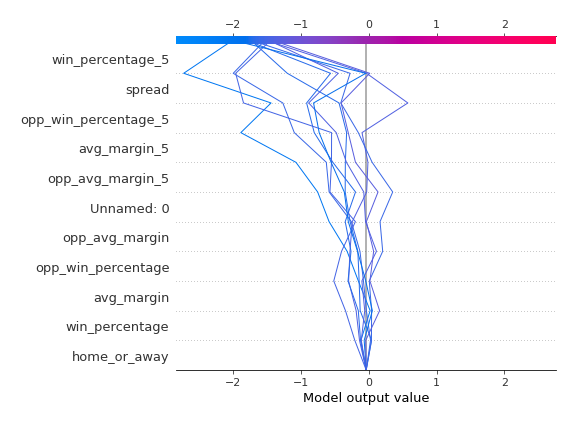 −2 −1 0 1 2
win_percentage_5
spread
opp_win_percentage_5
avg_margin_5
opp_avg_margin_5
Unnamed: 0
opp_avg_margin
opp_win_percentage
avg_margin
win_percentage
home_or_away
−2 −1 0 1 2
Model output value